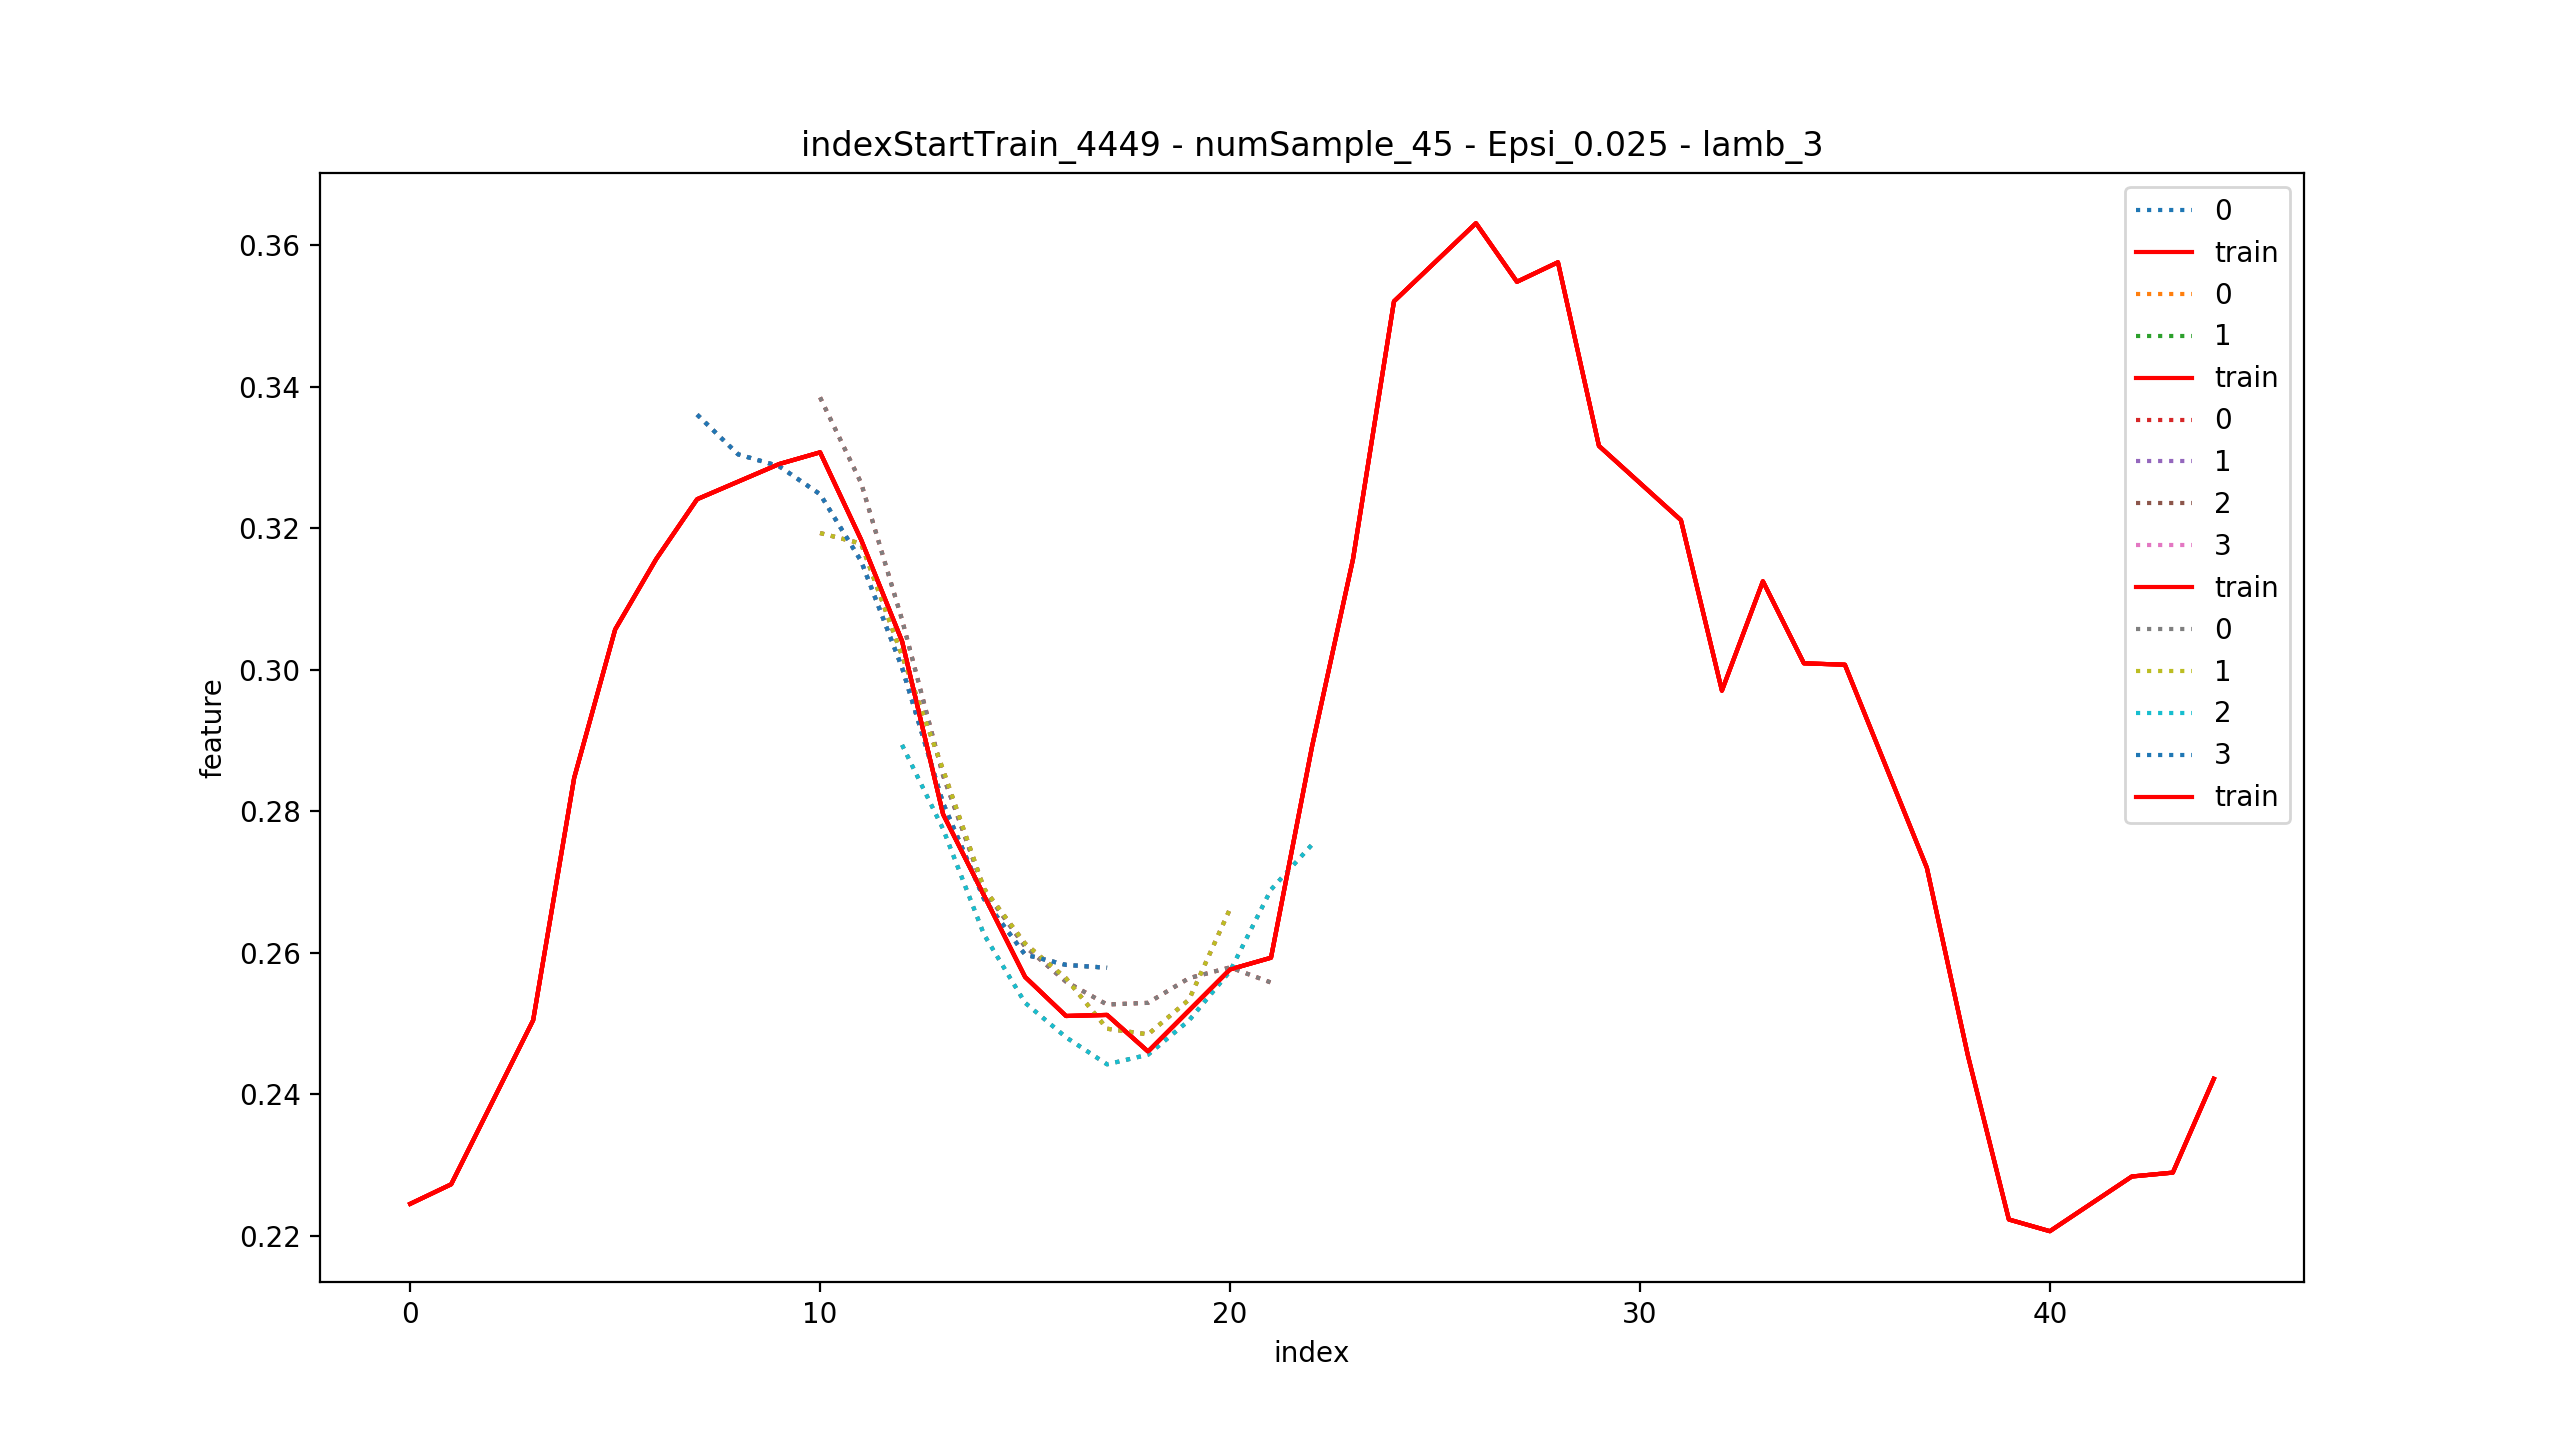 indexStartTrain_4449 - numSample_45 - Epsi_0.025 - lamb_3
0
train
0
1
train
0
1
2
3
train
0
1
2
3
train
feature
0.36
0.34
0.32
0.30
0.28
0.26
0.24
0.22
0 10 20 30 40
index